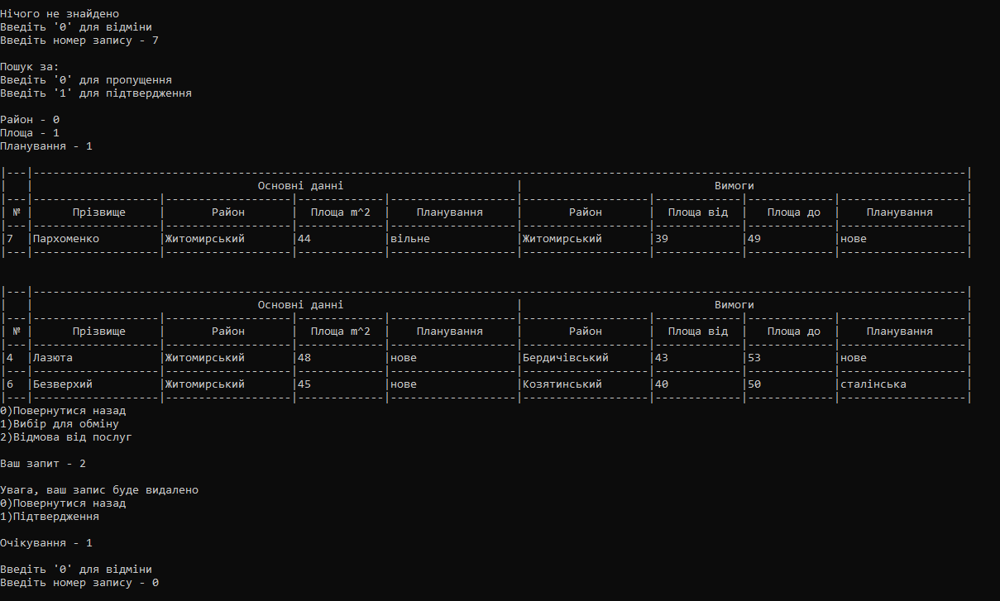 Нічого не знайдено
Введіть '0' для відміни
Введіть номер запису - 7
Пошук за:
Введіть '0' для пропущення
Введіть '1' для підтвердження
Район - 0
Площа - 1
Планування - 1
|---|---------------------------------------------------------------------------------------------------------------------------------------------|
|   |                                  Основні данні                          |                             Вимоги                                |
|---|-------------------|-------------------|-------------|-------------------|-------------------|-------------|-------------|-------------------|
| № |      Прізвище     |       Район       |  Площа m^2  |    Планування     |       Район       |  Площа від  |   Площа до  |    Планування     |
|---|-------------------|-------------------|-------------|-------------------|-------------------|-------------|-------------|-------------------|
|7  |Пархоменко         |Житомирський       |44           |вільне             |Житомирський       |39           |49           |нове               |
|---|-------------------|-------------------|-------------|-------------------|-------------------|-------------|-------------|-------------------|
|---|---------------------------------------------------------------------------------------------------------------------------------------------|
|   |                                  Основні данні                          |                             Вимоги                                |
|---|-------------------|-------------------|-------------|-------------------|-------------------|-------------|-------------|-------------------|
| № |      Прізвище     |       Район       |  Площа m^2  |    Планування     |       Район       |  Площа від  |   Площа до  |    Планування     |
|---|-------------------|-------------------|-------------|-------------------|-------------------|-------------|-------------|-------------------|
|4  |Лазюта             |Житомирський       |48           |нове               |Бердичівський      |43           |53           |нове               |
|---|-------------------|-------------------|-------------|-------------------|-------------------|-------------|-------------|-------------------|
|6  |Безверхий          |Житомирський       |45           |нове               |Козятинський       |40           |50           |сталінська         |
|---|-------------------|-------------------|-------------|-------------------|-------------------|-------------|-------------|-------------------|
0)Повернутися назад
1)Вибір для обміну
2)Відмова від послуг
Ваш запит - 2
Увага, ваш запис буде видалено
0)Повернутися назад
1)Підтвердження
Очікування - 1
Введіть '0' для відміни
Введіть номер запису - 0